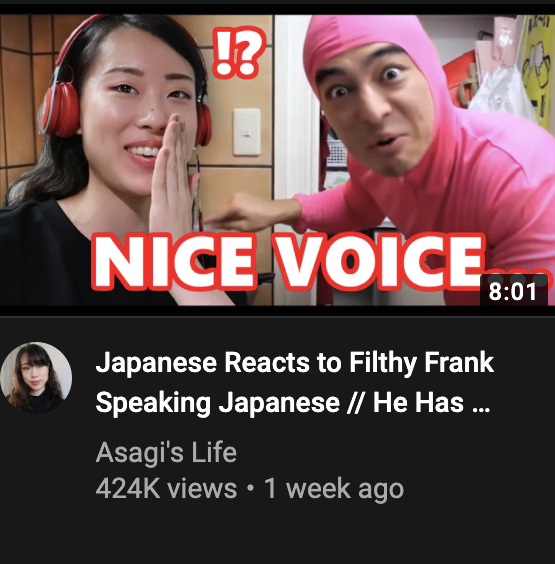 !?
NICE VOICE
8:01
Japanese Reacts to Filthy Frank
Speaking Japanese // He Has ...
Asagi's Life
424K views • 1 week ago